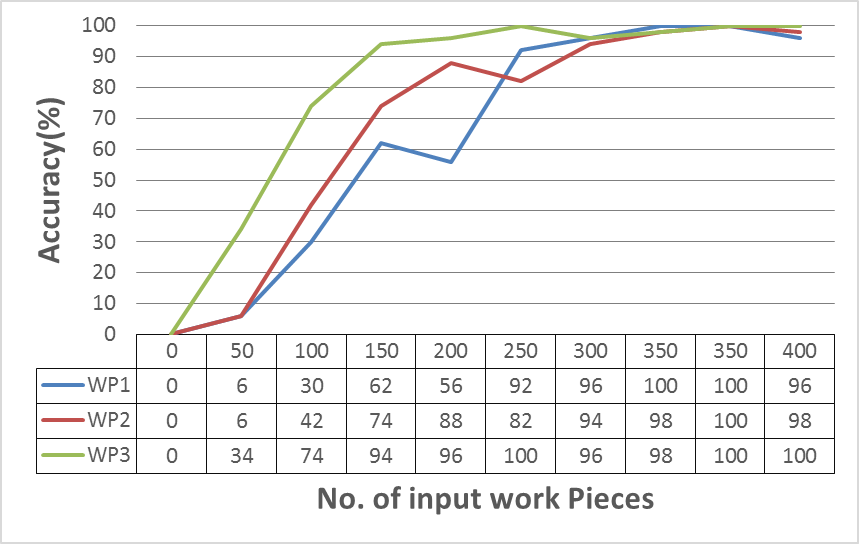 100
90
80
70
60
50
40
30
20
10
0
Accuracy(%)
0 50 100 150 200 250 300 350 350 400
WP1 0 6 30 62 56 92 96 100 100 96
WP2 0 6 42 74 88 82 94 98 100 98
WP3 0 34 74 94 96 100 96 98 100 100
No. of input work Pieces